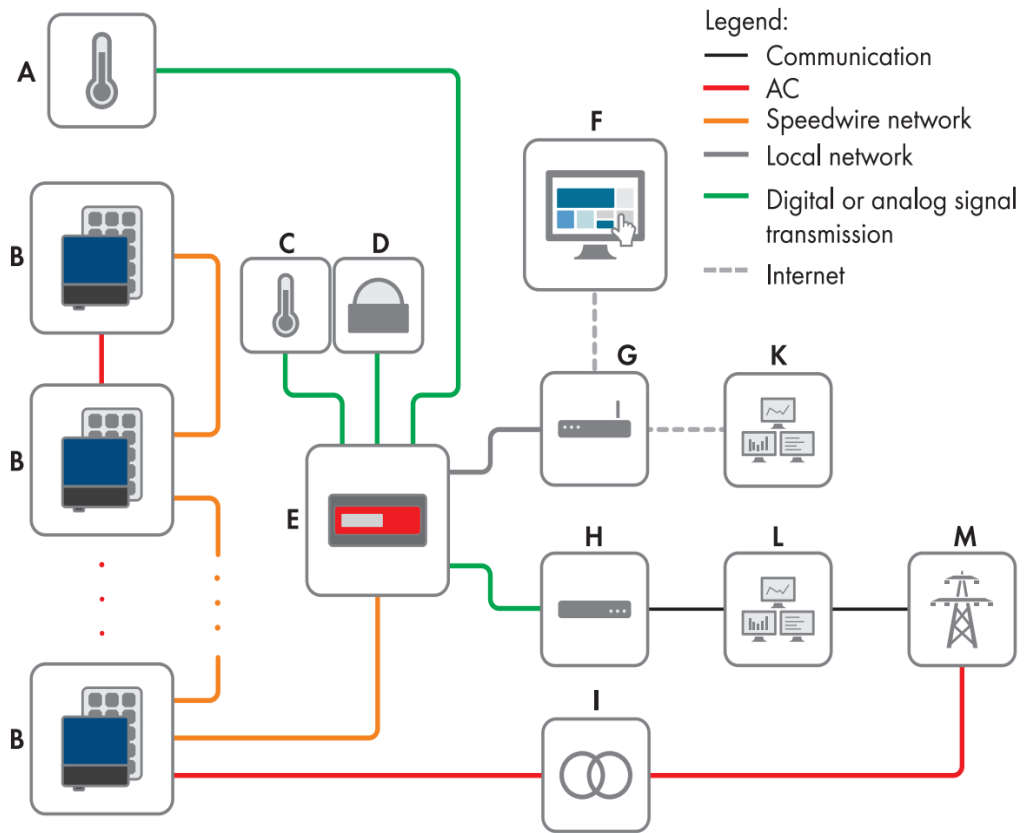 Legend:
Communication
AC
Speedwire network
Local network
Digital or analog signal
transmission
Internet
A
F
B
C
D
G
K
B
E
H
L
M
I
B